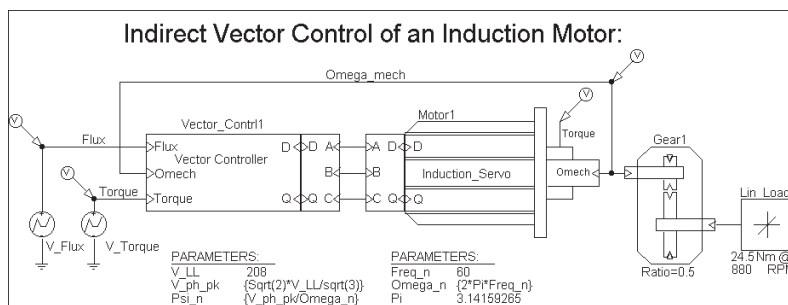 Indirect Vector Control of an Induction Motor:
V
Omega_mech
V
V
Vector_Contrl1
Motor1
Flux
Flux
D D A A D D
Torque
Gear1
Vector Controller
V
Omech
B B
Induction_Servo
Omech
Torque
Torque
Q Q C C Q Q
Lin_Load
V_Flux
V_Torque
PARAMETERS:
V_LL 208
V_ph_pk {Sqrt(2)*V_LL/sqrt(3)}
Psi_n {V_ph_pk/Omega_n}
PARAMETERS:
Freq_n 60
Omega_n {2*Pi*Freq_n}
Pi 3.14159265
Ratio=0.5
24.5 Nm @
880 RPM